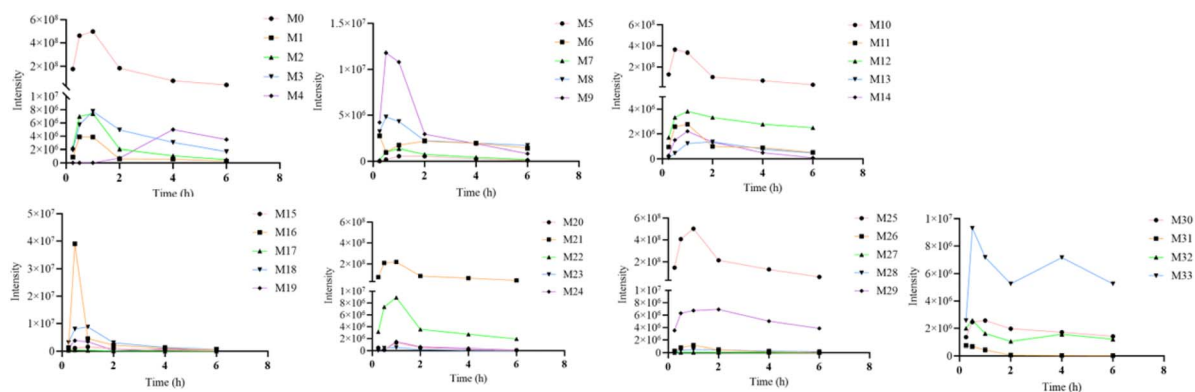 6×10⁸
4×10⁸
2×10⁸
8×10⁶
6×10⁶
4×10⁶
2×10⁶
0
0 2 4 6 8
Intensity
Time (h)
M0
M1
M2
M3
M4
1.5×10⁷
1×10⁷
5×10⁶
0
0 2 4 6 8
Intensity
Time (h)
M5
M6
M7
M8
M9
6×10⁸
4×10⁸
2×10⁸
4×10⁶
2×10⁶
0
0 2 4 6 8
Intensity
Time (h)
M10
M11
M12
M13
M14
5×10⁷
4×10⁷
3×10⁷
2×10⁷
1×10⁷
0
0 2 4 6 8
Intensity
Time (h)
M15
M16
M17
M18
M19
8×10⁸
6×10⁸
4×10⁸
2×10⁸
1×10⁷
8×10⁶
6×10⁶
4×10⁶
2×10⁶
0
0 2 4 6 8
Intensity
Time (h)
M20
M21
M22
M23
M24
6×10⁸
4×10⁸
2×10⁸
1×10⁷
8×10⁶
6×10⁶
4×10⁶
2×10⁶
0
0 2 4 6 8
Intensity
Time (h)
M25
M26
M27
M28
M29
1×10⁷
8×10⁶
6×10⁶
4×10⁶
2×10⁶
0
0 2 4 6 8
Intensity
Time (h)
M30
M31
M32
M33